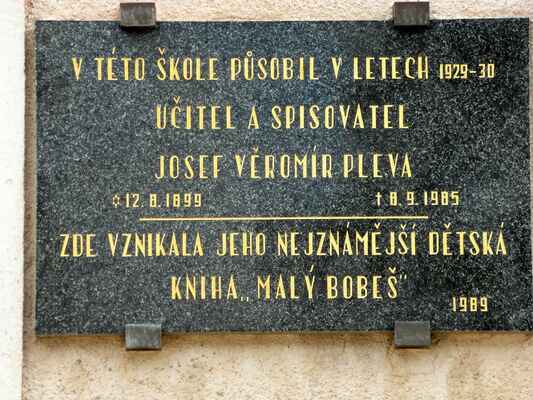 V TÉTO ŠKOLE PŮSOBIL V LETECH 1929-30
UČITEL A SPISOVATEL
JOSEF VĚROMÍR PLEVA
☼12.8.1899 †8.9.1985
ZDE VZNIKALA JEHO NEJZNÁMĚJŠÍ DĚTSKÁ
KNIHA „MALÝ BOBEŠ"
1989